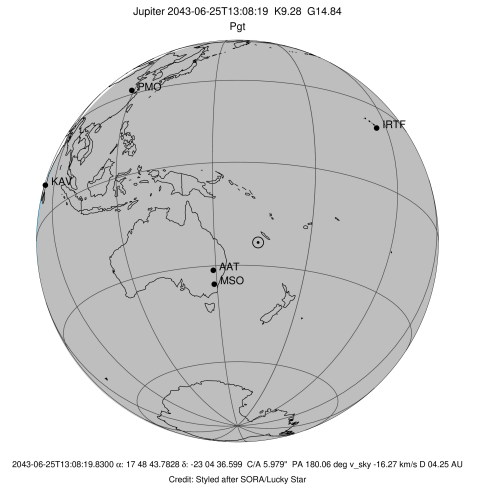 Jupiter 2043-06-25T13:08:19 K9.28 G14.84
Pgt
PMO
IRTF
KAV
AAT
MSO
2043-06-25T13:08:19.8300 α: 17 48 43.7828 δ: -23 04 36.599 C/A 5.979" PA 180.06 deg v_sky -16.27 km/s D 04.25 AU
Credit: Styled after SORA/Lucky Star